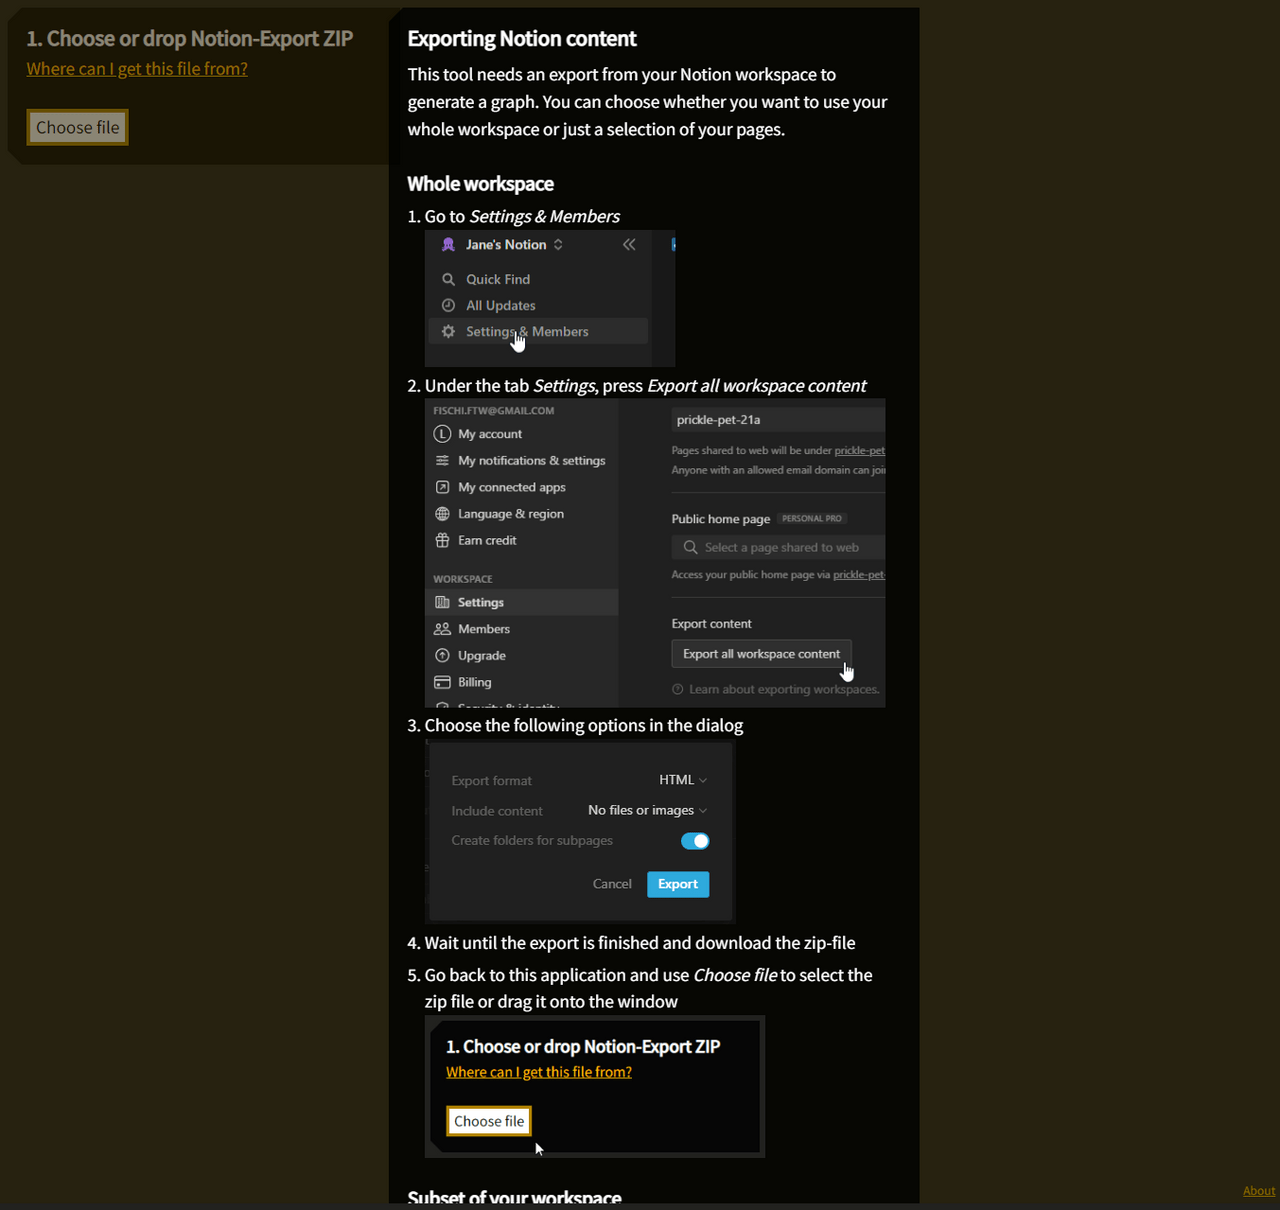 1. Choose or drop Notion-Export ZIP
Where can I get this file from?
Choose file
Exporting Notion content
This tool needs an export from your Notion workspace to
generate a graph. You can choose whether you want to use your
whole workspace or just a selection of your pages.
Whole workspace
1. Go to Settings & Members
Jane's Notion
Quick Find
All Updates
Settings & Members
2. Under the tab Settings, press Export all workspace content
FISCHI.FTW@GMAIL.COM
My account
My notifications & settings
My connected apps
Language & region
Earn credit
WORKSPACE
Settings
Members
Upgrade
Billing
Security & identity
prickle-pet-21a
Pages shared to web will be under prickle-pet
Anyone with an allowed email domain can joi
Public home page PERSONAL PRO
Select a page shared to web
Access your public home page via prickle-pet-
Export content
Export all workspace content
Learn about exporting workspaces.
3. Choose the following options in the dialog
Export format HTML
Include content No files or images
Create folders for subpages
Cancel Export
4. Wait until the export is finished and download the zip-file
5. Go back to this application and use Choose file to select the
zip file or drag it onto the window
1. Choose or drop Notion-Export ZIP
Where can I get this file from?
Choose file
Subset of your workspace
About